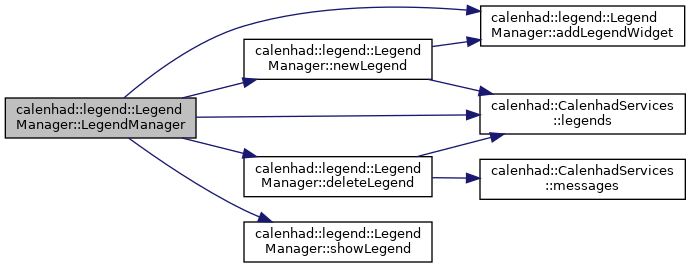 calenhad::legend::Legend
Manager::LegendManager
calenhad::legend::Legend
Manager::newLegend
calenhad::legend::Legend
Manager::deleteLegend
calenhad::legend::Legend
Manager::showLegend
calenhad::legend::Legend
Manager::addLegendWidget
calenhad::CalenhadServices
::legends
calenhad::CalenhadServices
::messages